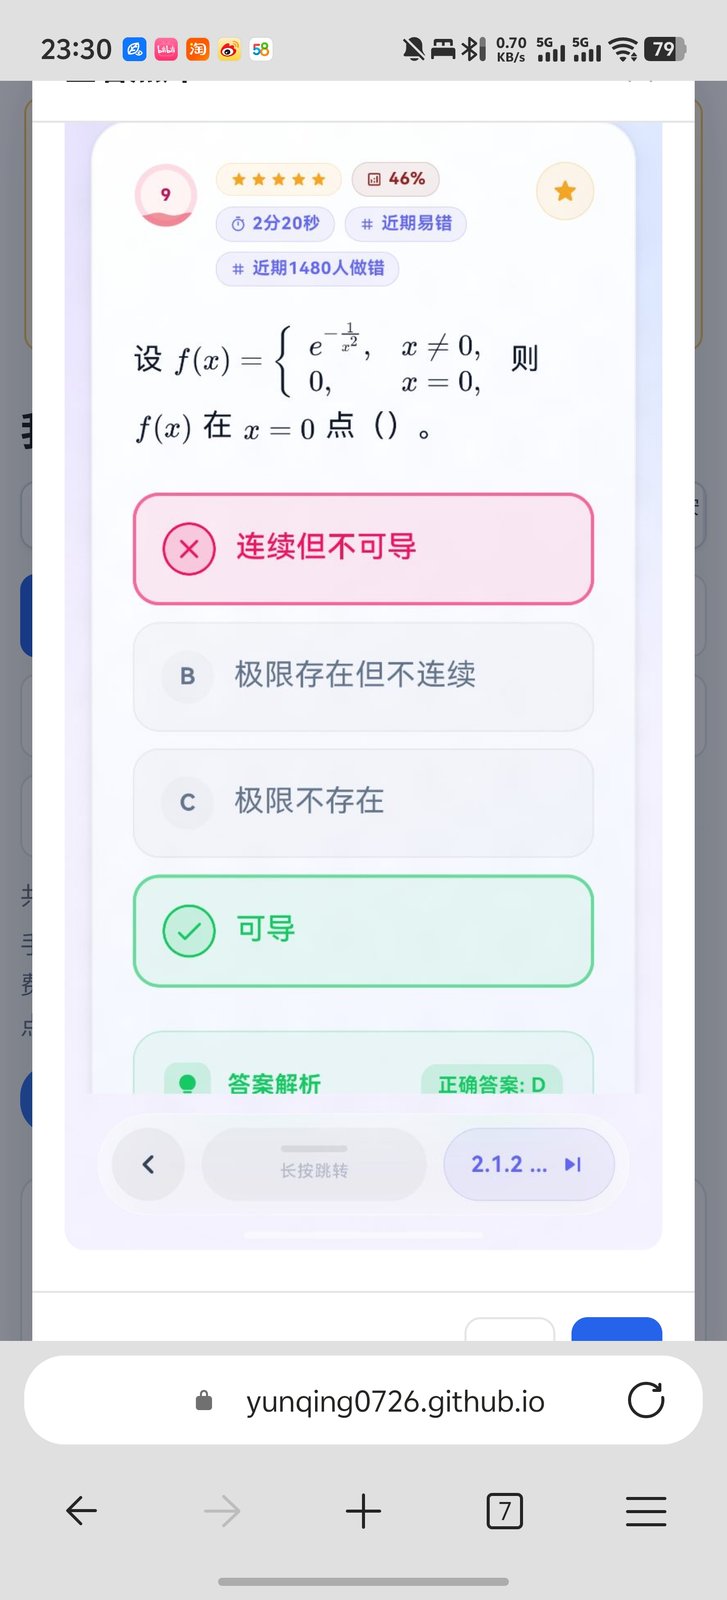 23:30
0.70 KB/s
5G
5G
79
9
46%
2分20秒
# 近期易错
# 近期1480人做错
设 f(x) = { e^{-\frac{1}{x^2}}, x ≠ 0, 则
0, x = 0,
f(x) 在 x = 0 点（）。
连续但不可导
B 极限存在但不连续
C 极限不存在
可导
答案解析
正确答案: D
长按跳转
2.1.2 ...
yunqing0726.github.io
7